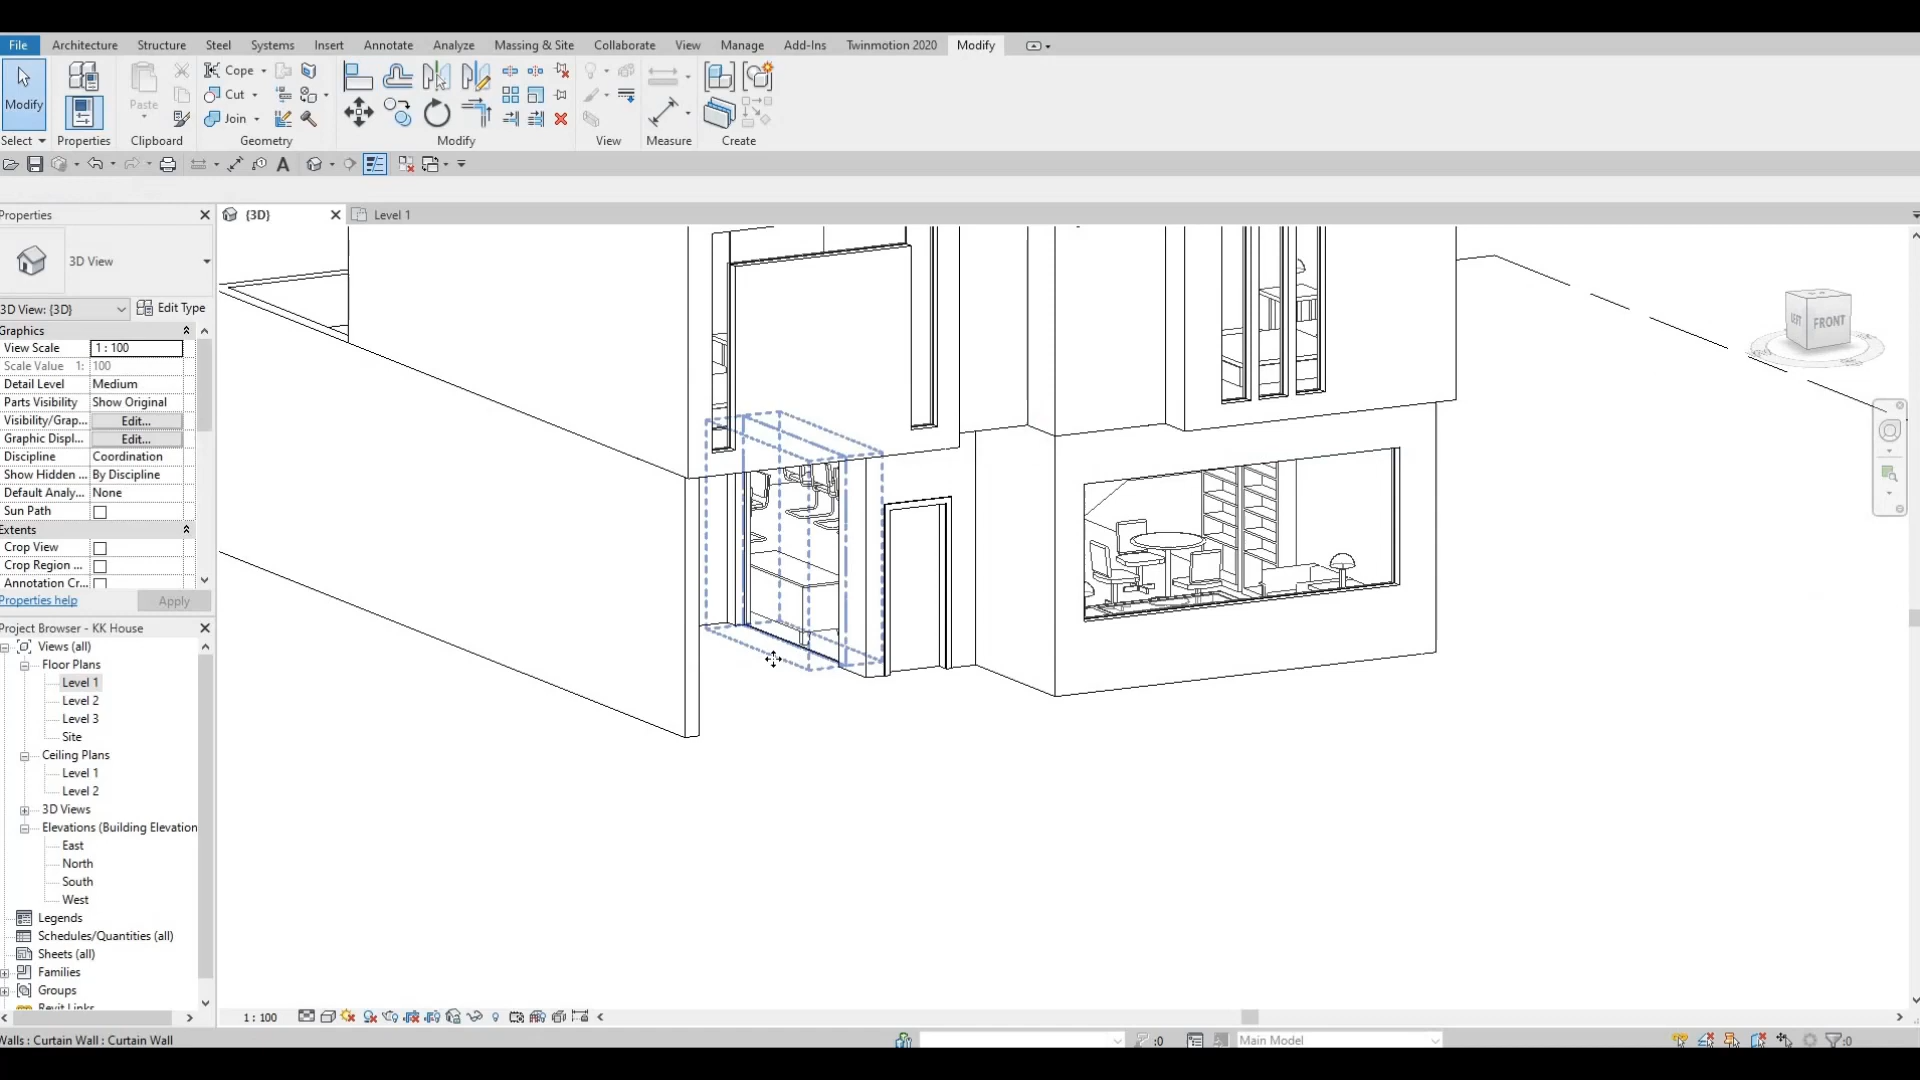 File Architecture Structure Steel Systems Insert Annotate Analyze Massing & Site Collaborate View Manage Add-Ins Twinmotion 2020 Modify
Modify
Paste
Cope
Cut
Join
Select Properties Clipboard Geometry Modify View Measure Create
Properties
{3D}
Level 1
3D View
3D View: {3D}
Edit Type
Graphics
View Scale 1 : 100
Scale Value 1: 100
Detail Level Medium
Parts Visibility Show Original
Visibility/Grap... Edit...
Graphic Displ... Edit...
Discipline Coordination
Show Hidden ... By Discipline
Default Analy... None
Sun Path
Extents
Crop View
Crop Region ...
Annotation Cr...
Properties help Apply
Project Browser - KK House
Views (all)
Floor Plans
Level 1
Level 2
Level 3
Site
Ceiling Plans
Level 1
Level 2
3D Views
Elevations (Building Elevation
East
North
South
West
Legends
Schedules/Quantities (all)
Sheets (all)
Families
Groups
Revit Links
LEFT FRONT
1 : 100
Walls : Curtain Wall : Curtain Wall
:0
Main Model
:0